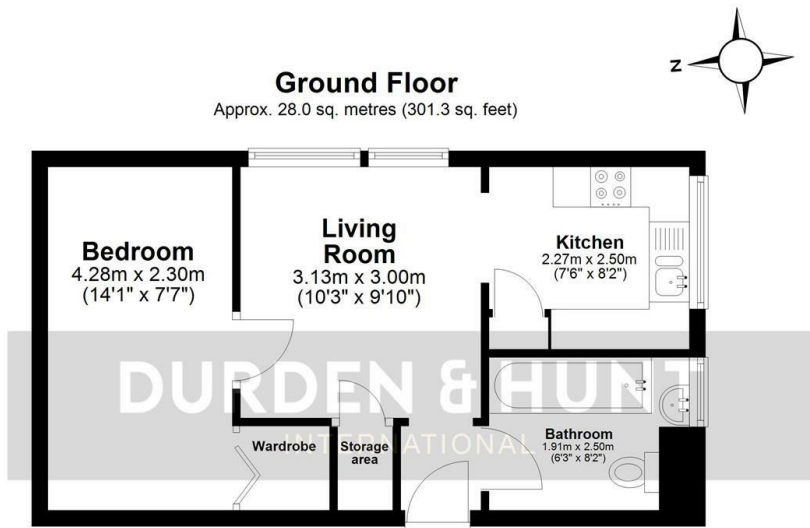 Ground Floor
Approx. 28.0 sq. metres (301.3 sq. feet)
Z
Bedroom
4.28m x 2.30m
(14'1" x 7'7")
Living
Room
3.13m x 3.00m
(10'3" x 9'10")
Kitchen
2.27m x 2.50m
(7'6" x 8'2")
DURDEN & HUNT
INTERNATIONAL
Wardrobe
Storage
area
Bathroom
1.91m x 2.50m
(6'3" x 8'2")